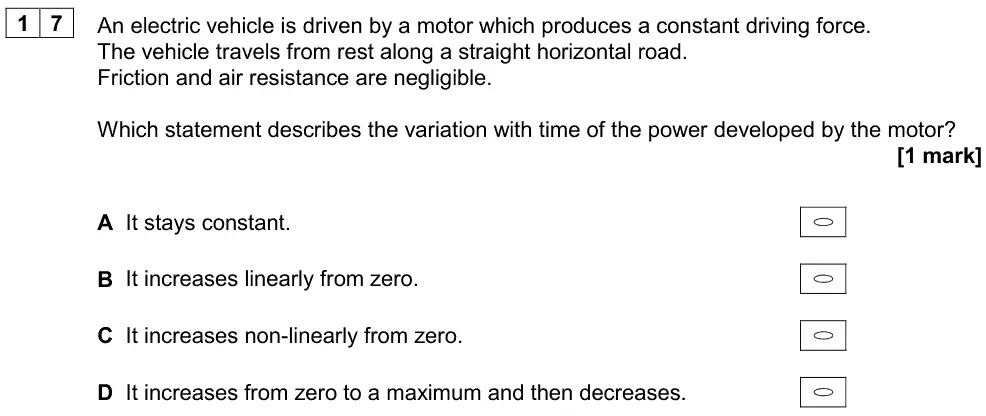 1 7 An electric vehicle is driven by a motor which produces a constant driving force.
The vehicle travels from rest along a straight horizontal road.
Friction and air resistance are negligible.
Which statement describes the variation with time of the power developed by the motor?
[1 mark]
A It stays constant.
B It increases linearly from zero.
C It increases non-linearly from zero.
D It increases from zero to a maximum and then decreases.